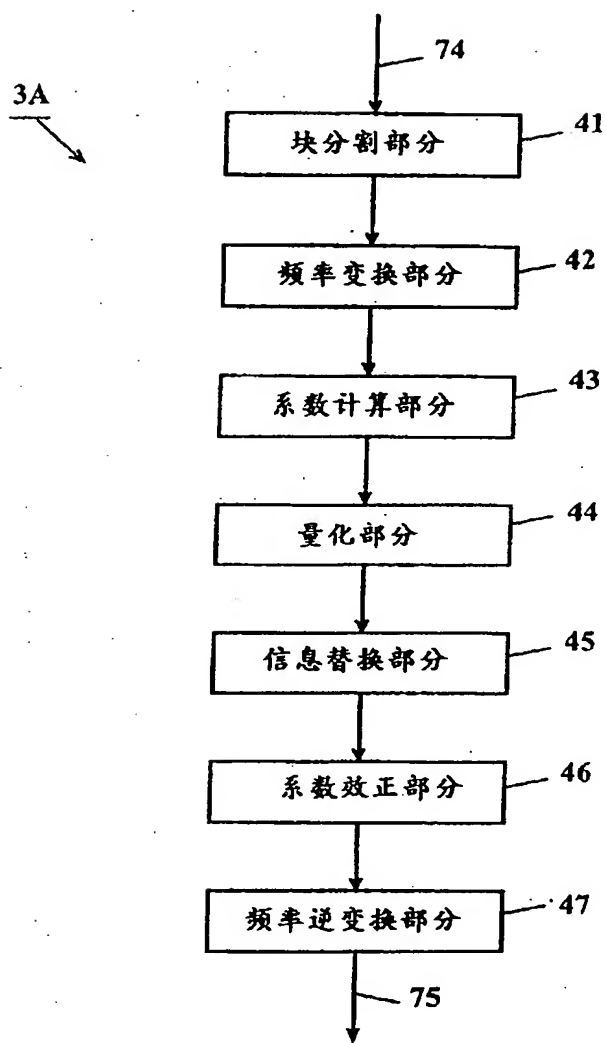 74
3A
块分割部分
41
频率变换部分
42
系数计算部分
43
量化部分
44
信息替换部分
45
系数效正部分
46
频率逆变换部分
47
75